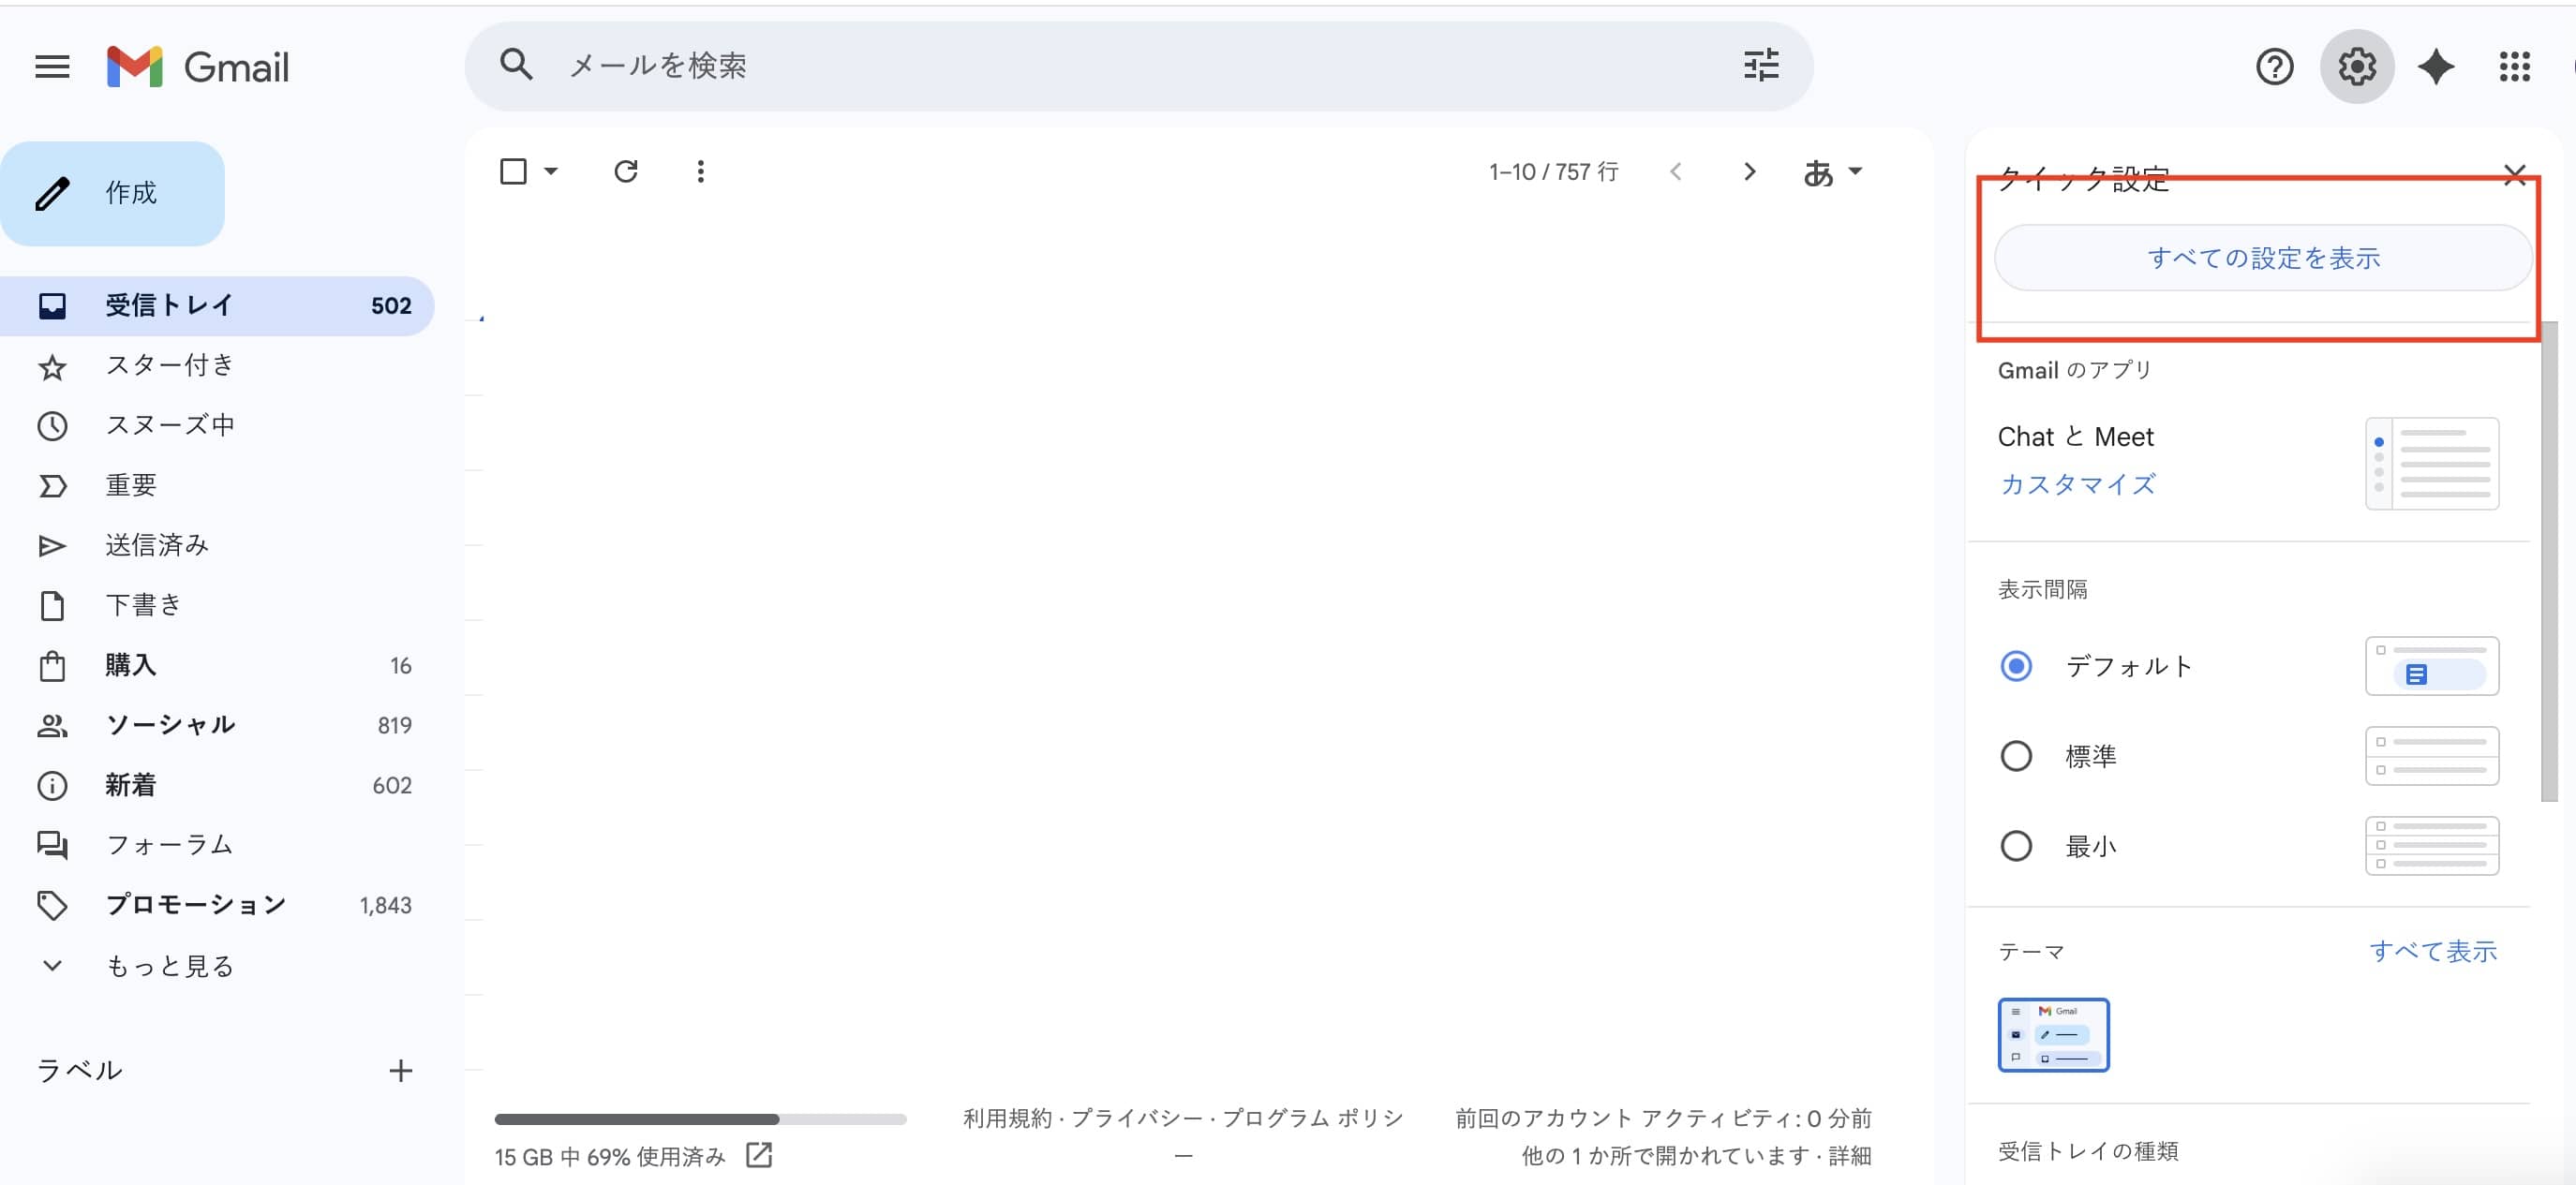 Gmail
メールを検索
作成
受信トレイ 502
スター付き
スヌーズ中
重要
送信済み
下書き
購入 16
ソーシャル 819
新着 602
フォーラム
プロモーション 1,843
もっと見る
ラベル
1–10 / 757 行
あ
15 GB 中 69% 使用済み
利用規約 · プライバシー · プログラム ポリシ
ー
前回のアカウント アクティビティ: 0 分前
他の 1 か所で開かれています · 詳細
クイック設定
すべての設定を表示
Gmail のアプリ
Chat と Meet
カスタマイズ
表示間隔
デフォルト
標準
最小
テーマ すべて表示
Gmail
受信トレイの種類